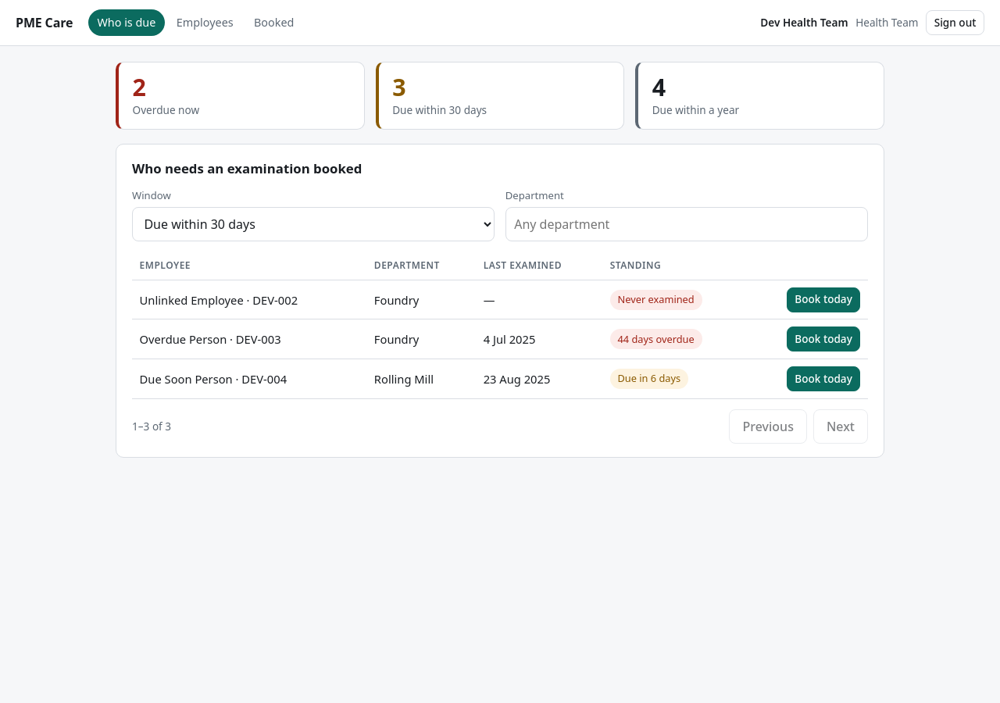 PME Care Who is due Employees Booked Dev Health Team Health Team Sign out
2 3 4
Overdue now Due within 30 days Due within a year
Who needs an examination booked
Window Department
Due within 30 days Any department
EMPLOYEE DEPARTMENT LAST EXAMINED STANDING
Unlinked Employee · DEV-002 Foundry — Never examined Book today
Overdue Person · DEV-003 Foundry 4 Jul 2025 44 days overdue Book today
Due Soon Person · DEV-004 Rolling Mill 23 Aug 2025 Due in 6 days Book today
1–3 of 3 Previous Next